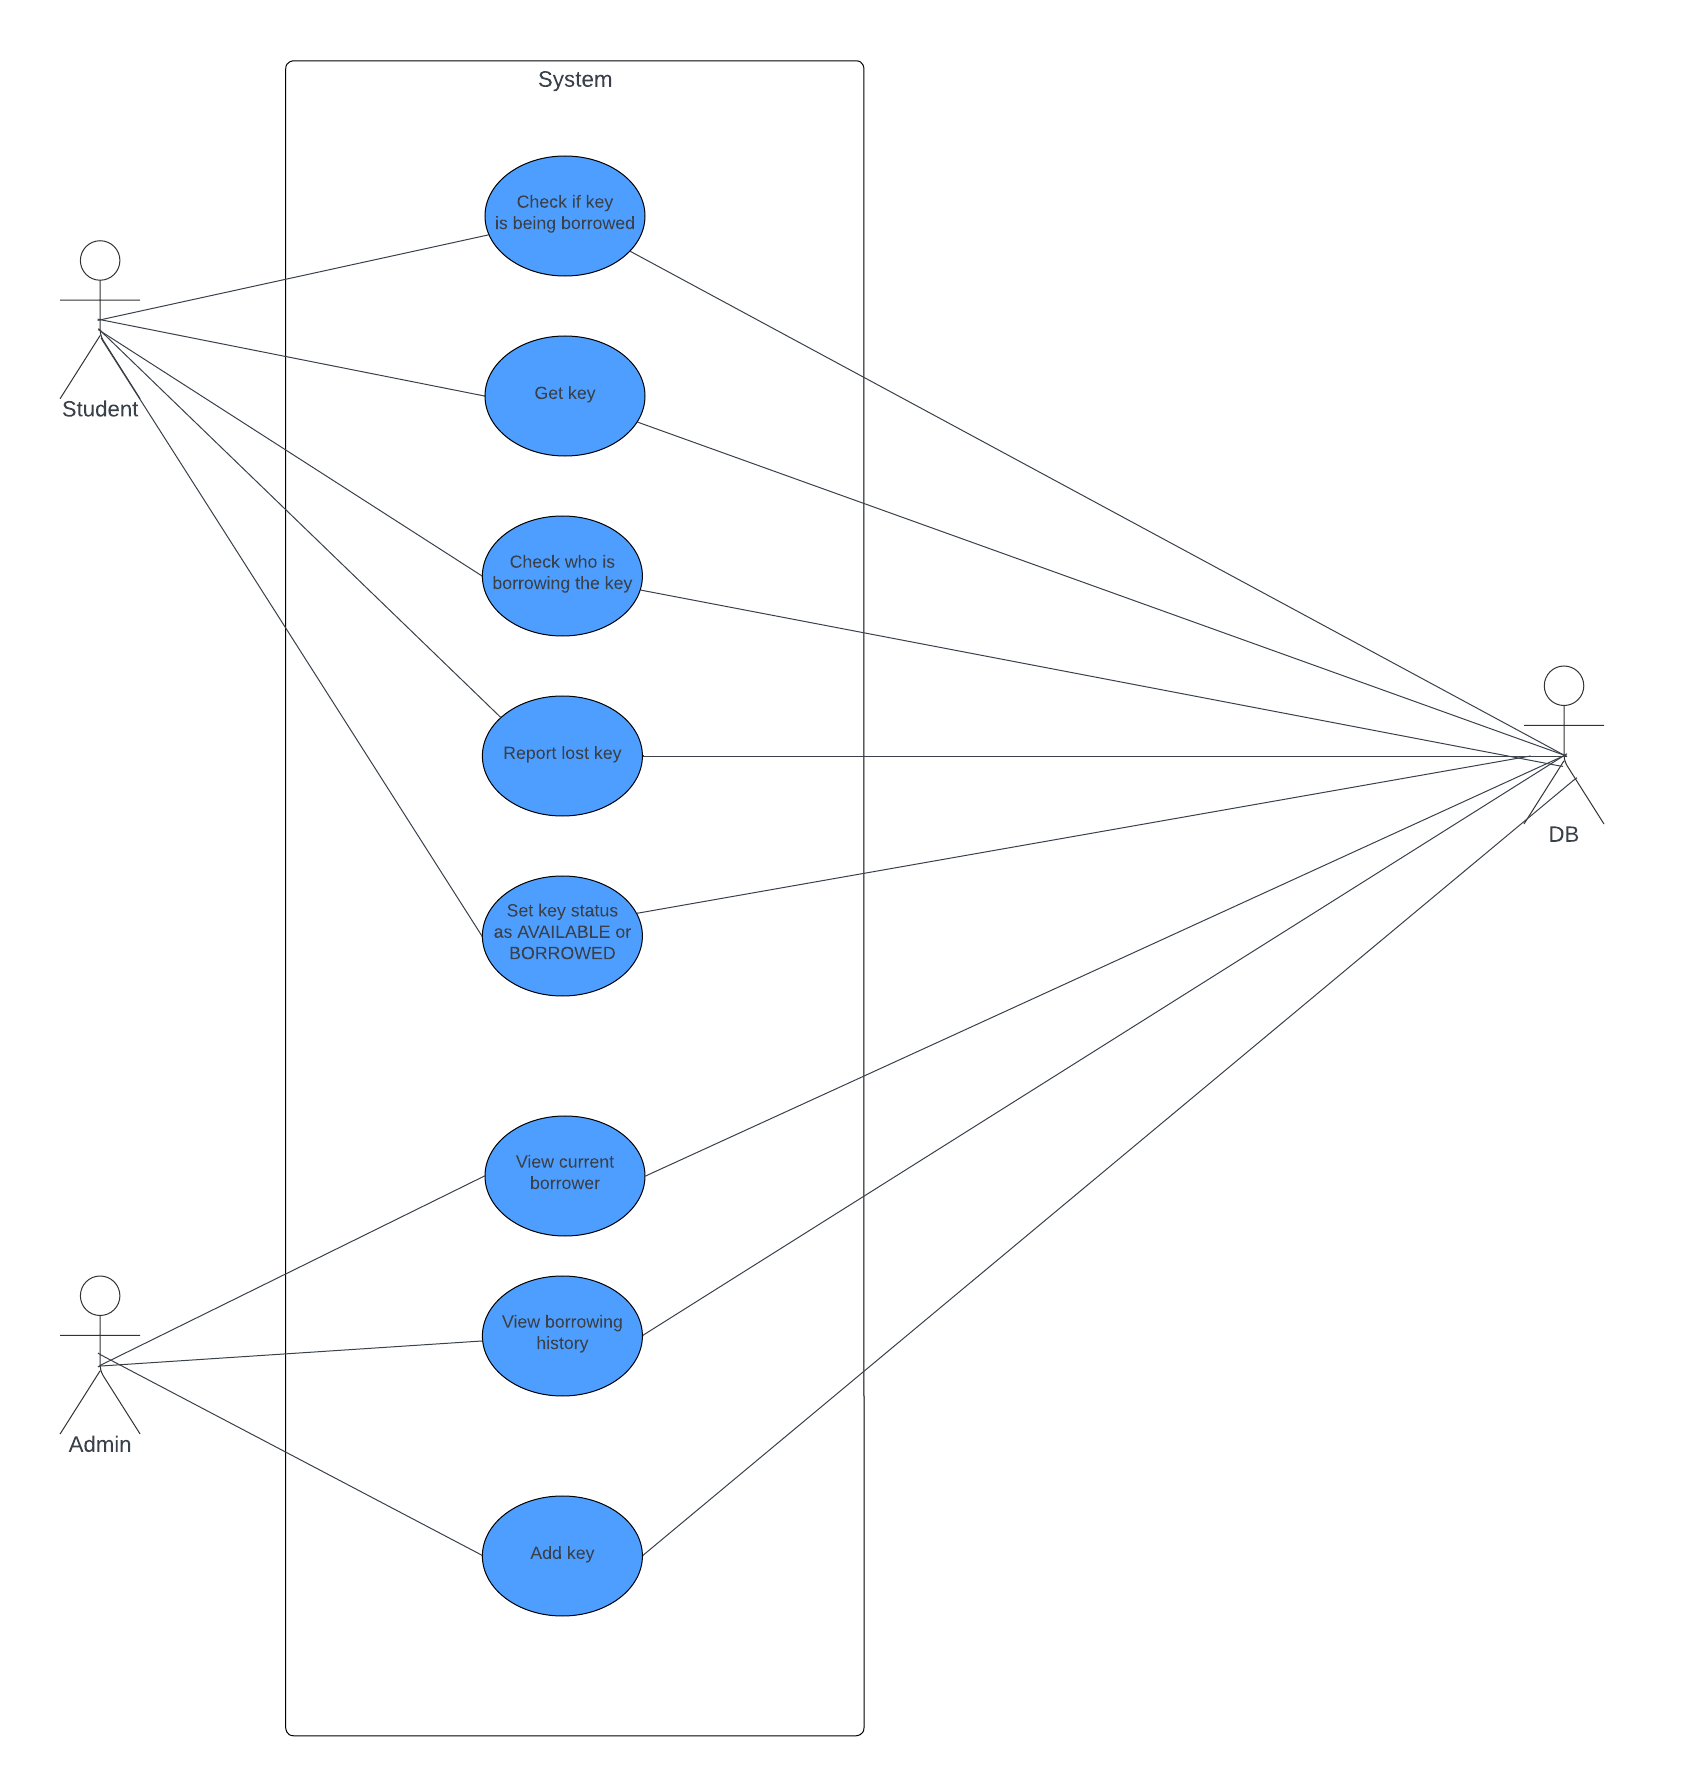 System
Check if key
is being borrowed
Student
Get key
Check who is
borrowing the key
Report lost key
DB
Set key status
as AVAILABLE or
BORROWED
View current
borrower
View borrowing
history
Admin
Add key